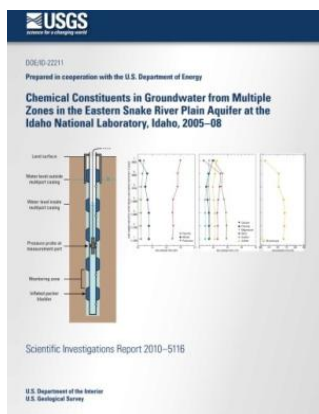 USGS
science for a changing world
DOE/ID-22211
Prepared in cooperation with the U.S. Department of Energy
Chemical Constituents in Groundwater from Multiple
Zones in the Eastern Snake River Plain Aquifer at the
Idaho National Laboratory, Idaho, 2005–08
Land surface
Water level outside
multiport casing
Water level inside
multiport casing
Pressure probe at
measurement port
Monitoring zone
Inflated packer
bladder
Scientific Investigations Report 2010–5116
U.S. Department of the Interior
U.S. Geological Survey